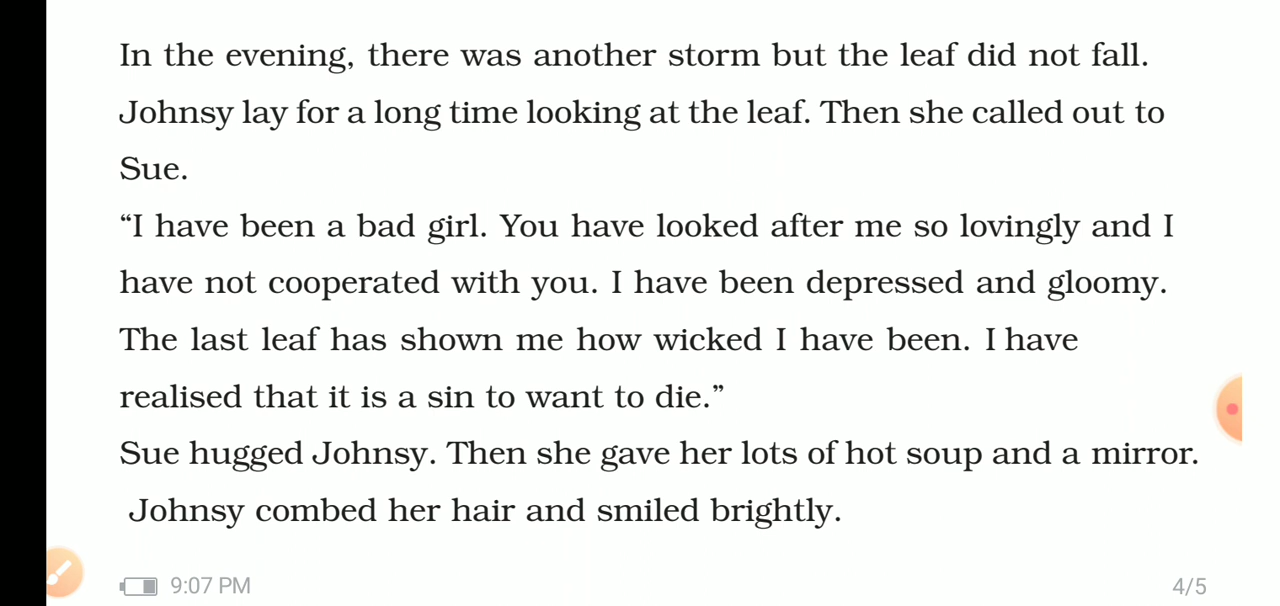 In the evening, there was another storm but the leaf did not fall.
Johnsy lay for a long time looking at the leaf. Then she called out to
Sue.
“I have been a bad girl. You have looked after me so lovingly and I
have not cooperated with you. I have been depressed and gloomy.
The last leaf has shown me how wicked I have been. I have
realised that it is a sin to want to die.”
Sue hugged Johnsy. Then she gave her lots of hot soup and a mirror.
Johnsy combed her hair and smiled brightly.
9:07 PM 4/5